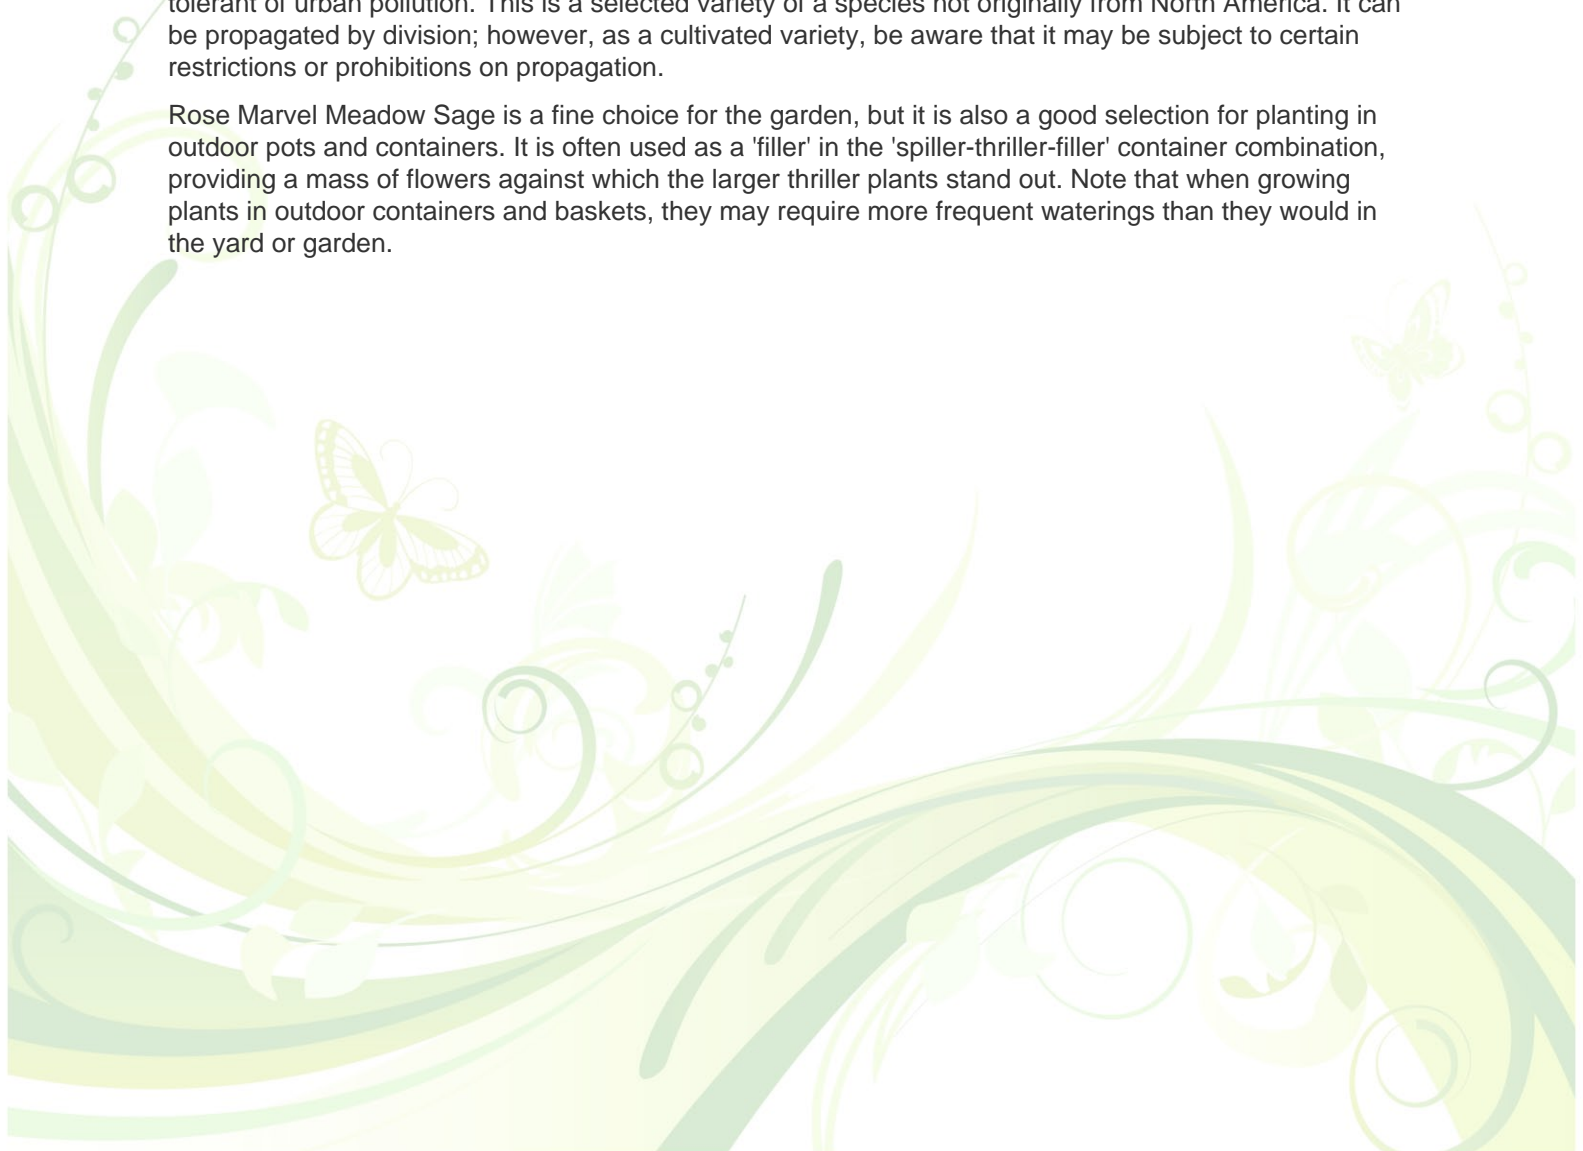 tolerant of urban pollution. This is a selected variety of a species not originally from North America. It can
be propagated by division; however, as a cultivated variety, be aware that it may be subject to certain
restrictions or prohibitions on propagation.
Rose Marvel Meadow Sage is a fine choice for the garden, but it is also a good selection for planting in
outdoor pots and containers. It is often used as a 'filler' in the 'spiller-thriller-filler' container combination,
providing a mass of flowers against which the larger thriller plants stand out. Note that when growing
plants in outdoor containers and baskets, they may require more frequent waterings than they would in
the yard or garden.